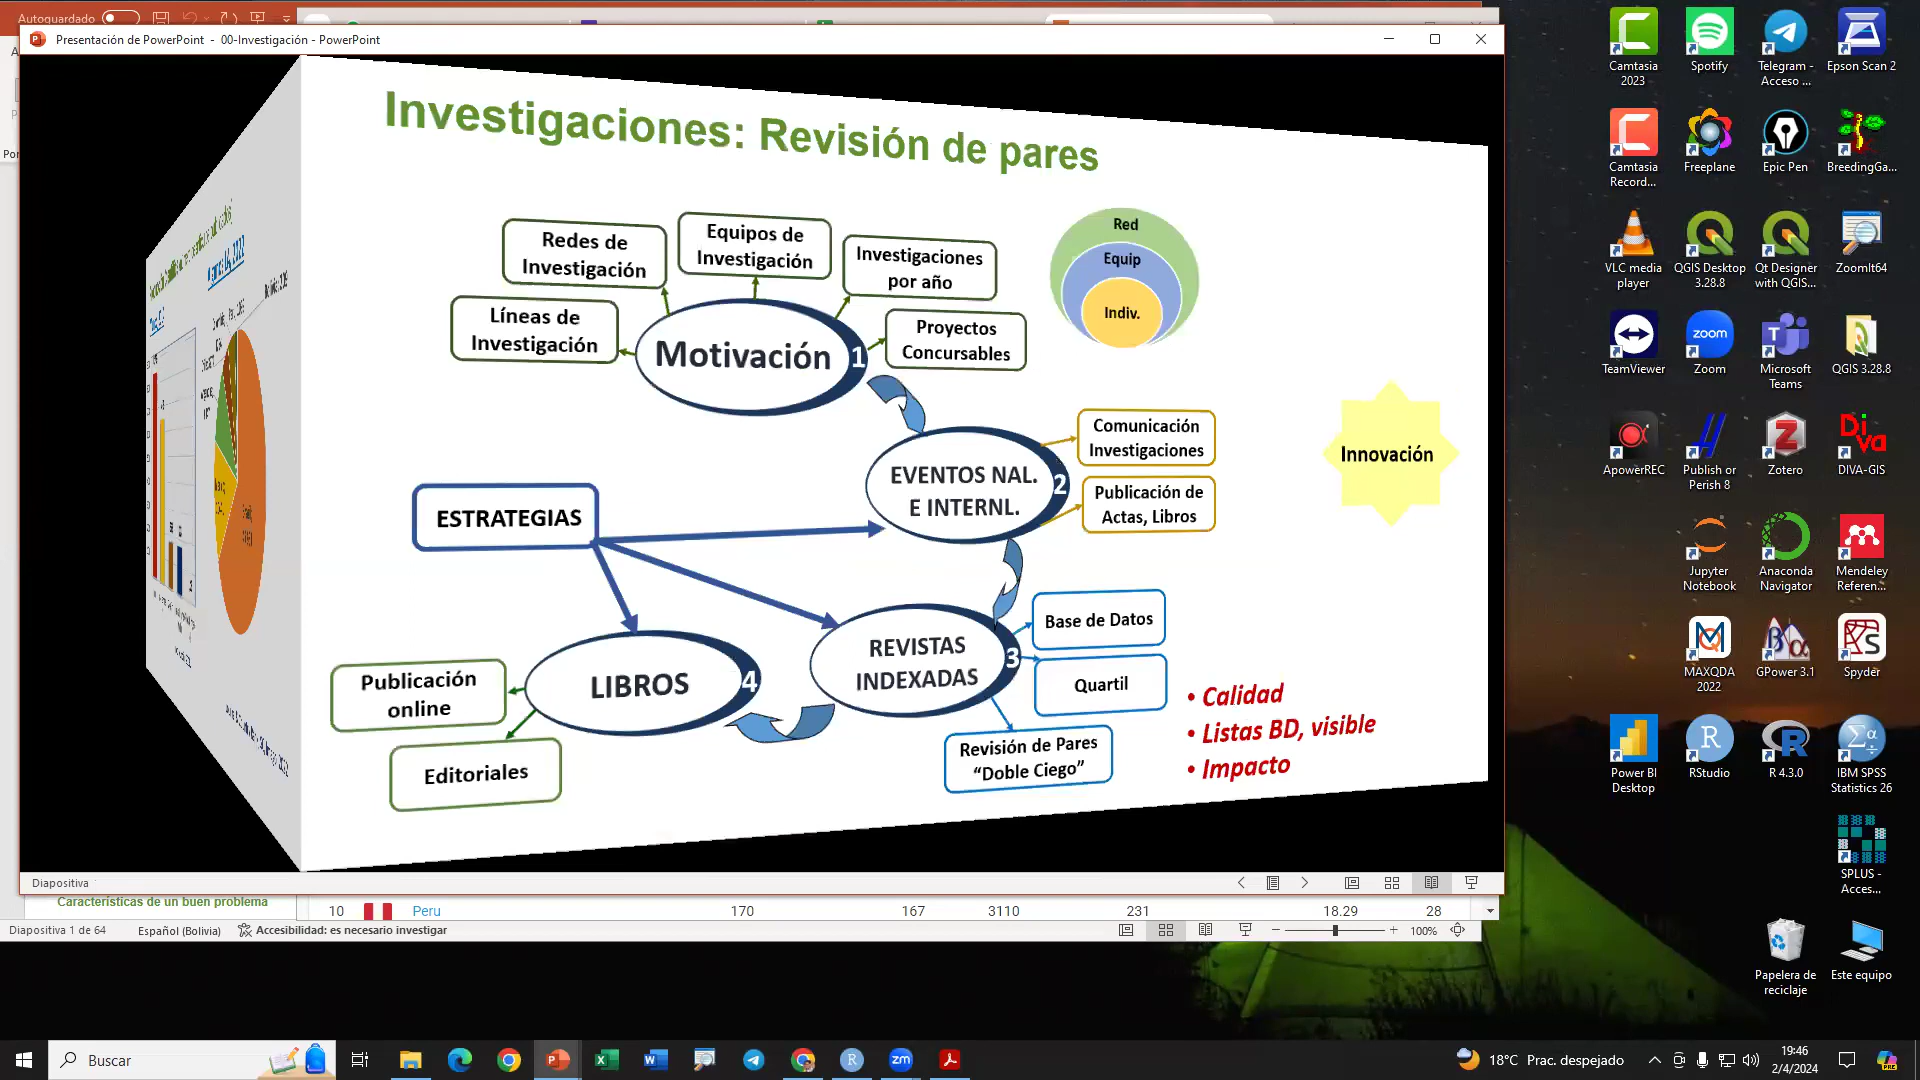 Autoguardado
Presentación de PowerPoint - 00-Investigación - PowerPoint
Investigaciones: Revisión de pares
Redes de
Investigación
Equipos de
Investigación
Investigaciones
por año
Líneas de
Investigación
Proyectos
Concursables
Motivación 1
Red
Equip
Indiv.
EVENTOS NAL.
E INTERNL.
2
Comunicación
Investigaciones
Publicación de
Actas, Libros
Innovación
ESTRATEGIAS
REVISTAS
INDEXADAS
3
Base de Datos
Quartil
Revisión de Pares
“Doble Ciego”
LIBROS 4
Publicación
online
Editoriales
• Calidad
• Listas BD, visible
• Impacto
Diapositiva
Características de un buen problema
10 Peru 170 167 3110 231 18.29 28
Diapositiva 1 de 64 Español (Bolivia) Accesibilidad: es necesario investigar 100%
Camtasia
2023
Spotify
Telegram -
Acceso ...
Epson Scan 2
Camtasia
Record...
Freeplane
Epic Pen
BreedingGa...
VLC media
player
QGIS Desktop
3.28.8
Qt Designer
with QGIS...
ZoomIt64
TeamViewer
Zoom
Microsoft
Teams
QGIS 3.28.8
ApowerREC
Publish or
Perish 8
Zotero
DIVA-GIS
Jupyter
Notebook
Anaconda
Navigator
Mendeley
Referen...
MAXQDA
2022
GPower 3.1
Spyder
Power BI
Desktop
RStudio
R 4.3.0
IBM SPSS
Statistics 26
SPLUS -
Acces...
Papelera de
reciclaje
Este equipo
Buscar
18°C Prac. despejado
19:46
2/4/2024